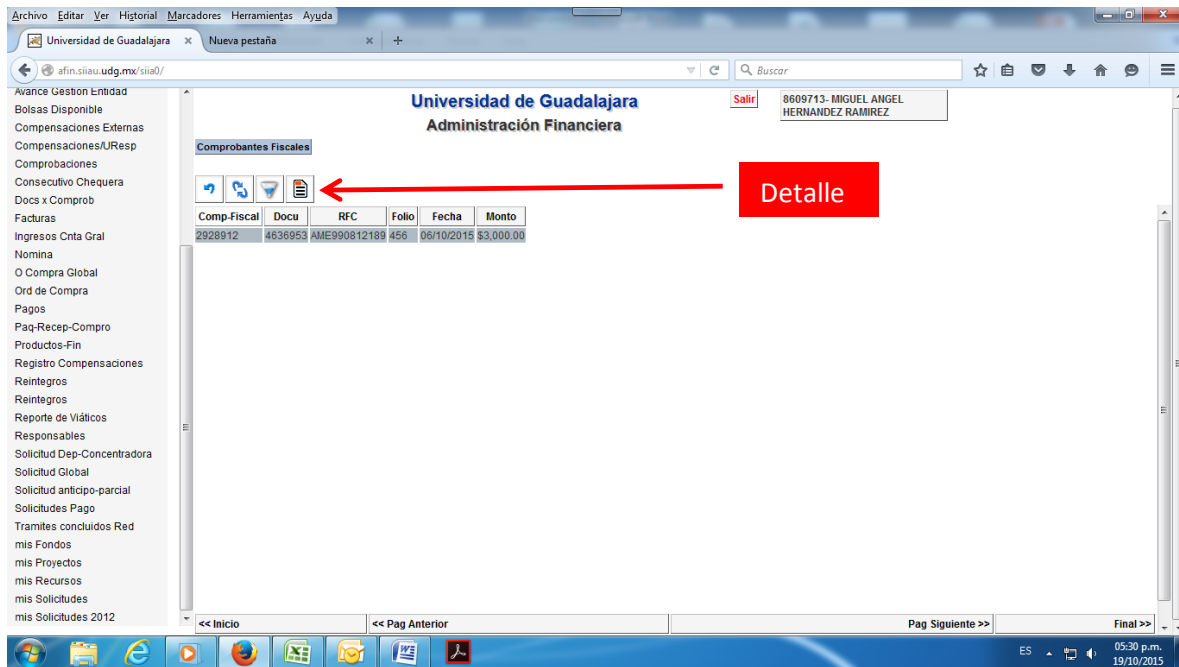 Archivo Editar Ver Historial Marcadores Herramientas Ayuda
Universidad de Guadalajara × Nueva pestaña × +
afin.siiau.udg.mx/siia0/ Buscar
Avance Gestion Entidad
Bolsas Disponible
Compensaciones Externas
Compensaciones/UResp
Comprobaciones
Consecutivo Chequera
Docs x Comprob
Facturas
Ingresos Cnta Gral
Nomina
O Compra Global
Ord de Compra
Pagos
Paq-Recep-Compro
Productos-Fin
Registro Compensaciones
Reintegros
Reintegros
Reporte de Viáticos
Responsables
Solicitud Dep-Concentradora
Solicitud Global
Solicitud anticipo-parcial
Solicitudes Pago
Tramites concluidos Red
mis Fondos
mis Proyectos
mis Recursos
mis Solicitudes
mis Solicitudes 2012
Universidad de Guadalajara
Administración Financiera
Salir
8609713- MIGUEL ANGEL
HERNANDEZ RAMIREZ
Comprobantes Fiscales
Detalle
Comp-Fiscal Docu RFC Folio Fecha Monto
2928912 4636953 AME990812189 456 06/10/2015 $3,000.00
<< Inicio << Pag Anterior Pag Siguiente >> Final >>
ES 05:30 p.m.
19/10/2015